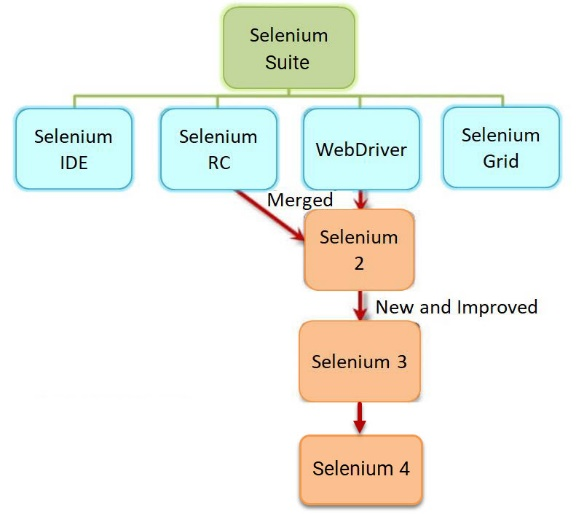 Selenium
Suite
Selenium
IDE
Selenium
RC
WebDriver
Selenium
Grid
Merged
Selenium
2
New and Improved
Selenium 3
Selenium 4